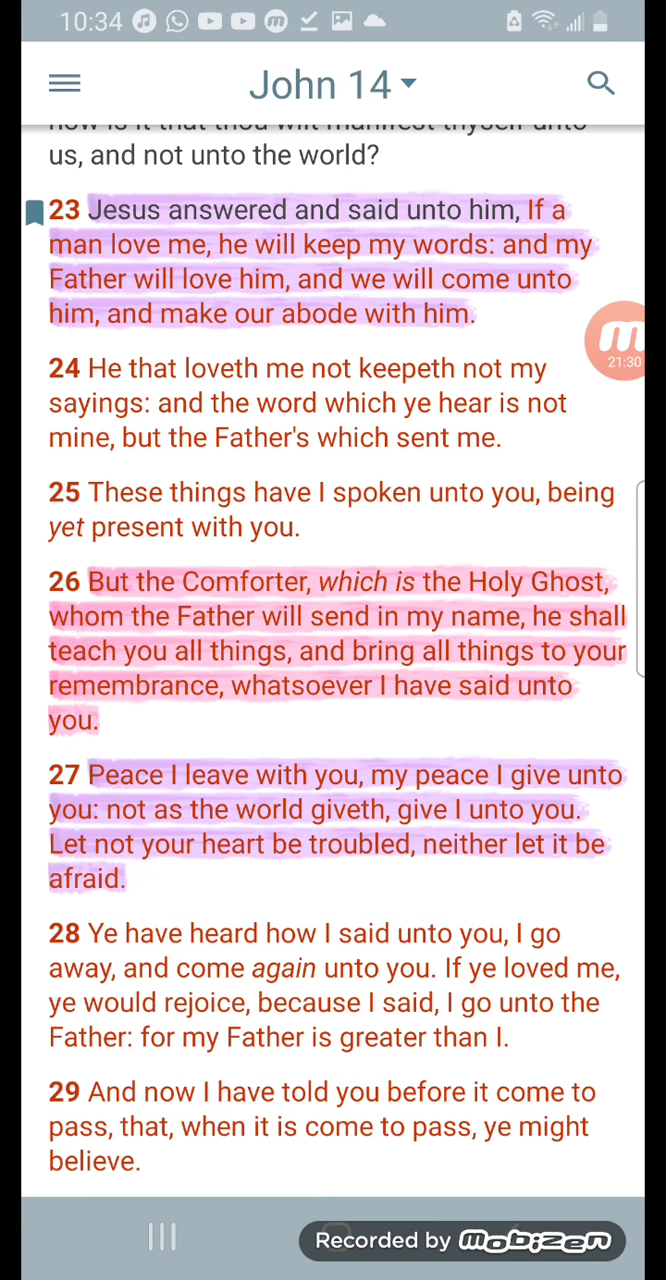 10:34
John 14
how is it that thou wilt manifest thyself unto
us, and not unto the world?
23 Jesus answered and said unto him, If a
man love me, he will keep my words: and my
Father will love him, and we will come unto
him, and make our abode with him.
m
21:30
24 He that loveth me not keepeth not my
sayings: and the word which ye hear is not
mine, but the Father's which sent me.
25 These things have I spoken unto you, being
yet present with you.
26 But the Comforter, which is the Holy Ghost,
whom the Father will send in my name, he shall
teach you all things, and bring all things to your
remembrance, whatsoever I have said unto
you.
27 Peace I leave with you, my peace I give unto
you: not as the world giveth, give I unto you.
Let not your heart be troubled, neither let it be
afraid.
28 Ye have heard how I said unto you, I go
away, and come again unto you. If ye loved me,
ye would rejoice, because I said, I go unto the
Father: for my Father is greater than I.
29 And now I have told you before it come to
pass, that, when it is come to pass, ye might
believe.
Recorded by mobizen